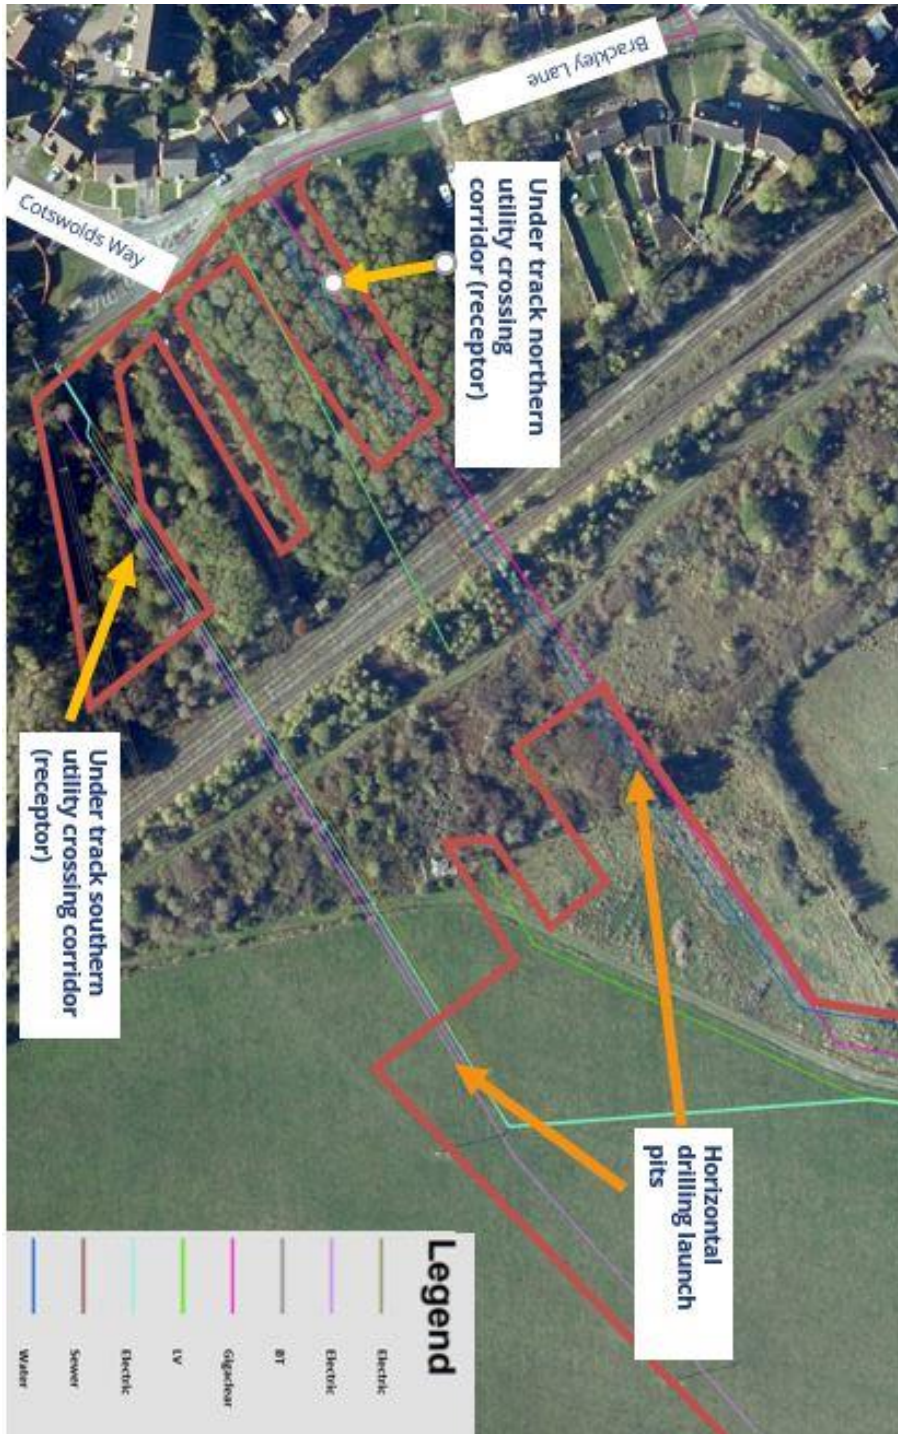 Brackley Lane
Cotswolds Way
Under track northern
utility crossing
corridor (receptor)
Under track southern
utility crossing corridor
(receptor)
Horizontal
drilling launch
pits
Legend
Electric
Electric
BT
Gigaclear
LV
Electric
Sewer
Water